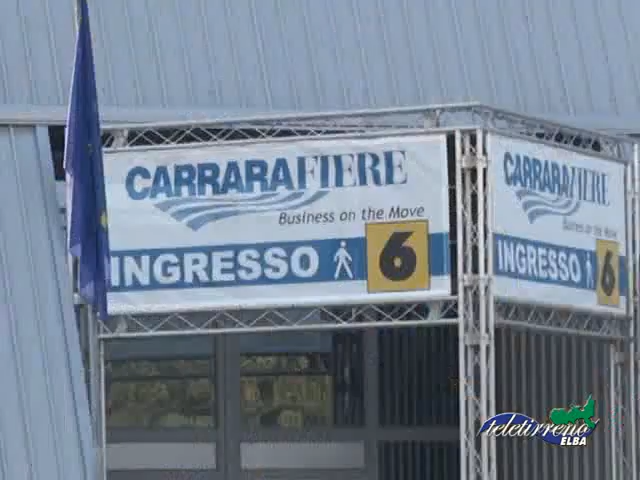 CARRARAFIERE
Business on the Move
INGRESSO 6
CARRARAFIERE
Business on the Move
INGRESSO 6
teletirreno
ELBA